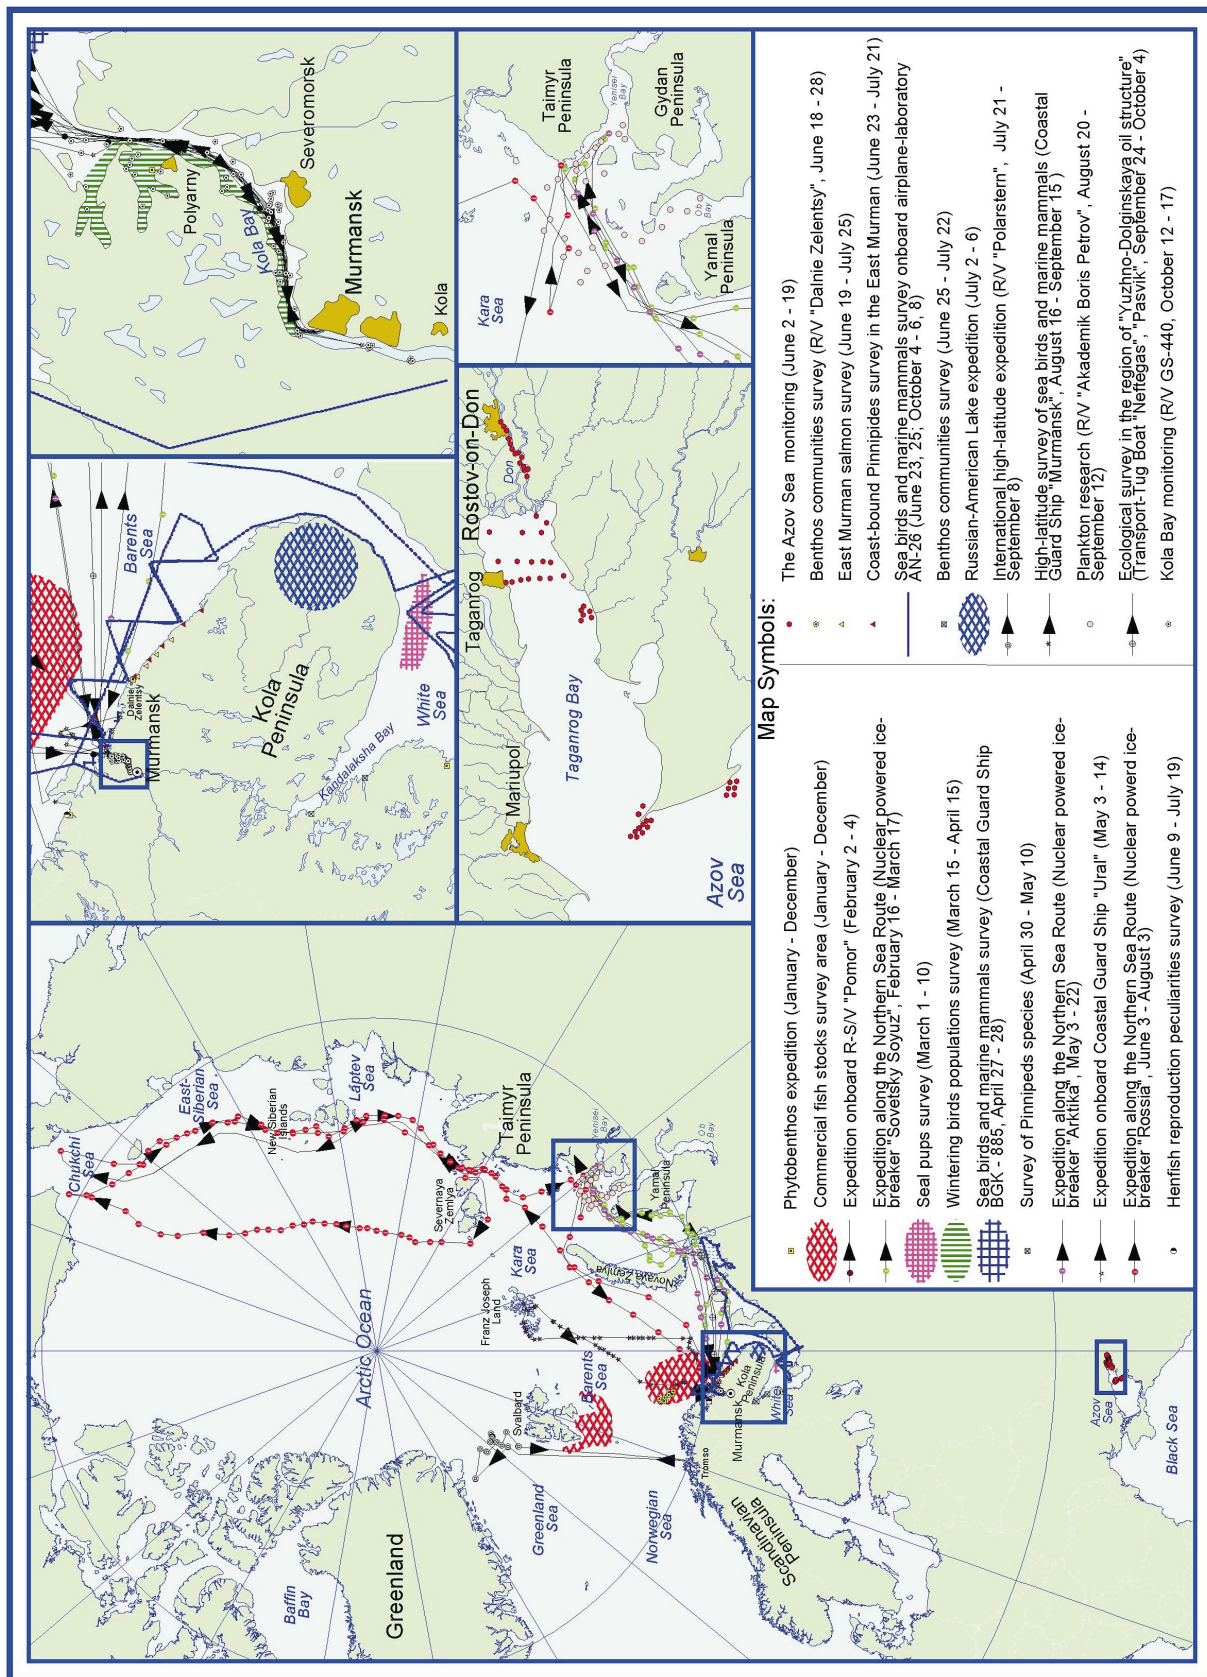 Arctic Ocean
Chukchi
Sea
East-
Siberian
Sea
New Siberian
Islands
Láptev
Sea
Taimyr
Peninsula
Severnaya
Zemlya
Kara
Sea
Franz Joseph
Land
Novaya Zemlya
Yenisei
Bay
Ob
Bay
Yamal
Peninsula
Barents
Sea
Svalbard
Greenland
Sea
Norwegian
Sea
Tromso
Murmansk
Kola
Peninsula
White
Sea
Scandinavian
Peninsula
Greenland
Baffin
Bay
Azov
Sea
Black Sea
Barents
Sea
Dalnie
Zelentsy
Murmansk
Kola
Peninsula
Kandalaksha Bay
White
Sea
Polyarny
Kola Bay
Severomorsk
Murmansk
Kola
Rostov-on-Don
Don
Taganrog
Mariupol
Taganrog Bay
Azov
Sea
Kara
Sea
Taimyr
Peninsula
Yenisei
Bay
Gydan
Peninsula
Ob
Bay
Yamal
Peninsula
Map Symbols:
Phytobenthos expedition (January - December)
Commercial fish stocks survey area (January - December)
Expedition onboard R-S/V "Pomor" (February 2 - 4)
Expedition along the Northern Sea Route (Nuclear powered ice-
breaker "Sovetsky Soyuz", February 16 - March 17)
Seal pups survey (March 1 - 10)
Wintering birds populations survey (March 15 - April 15)
Sea birds and marine mammals survey (Coastal Guard Ship
BGK - 885, April 27 - 28)
Survey of Pinnipeds species (April 30 - May 10)
Expedition along the Northern Sea Route (Nuclear powered ice-
breaker "Arktika", May 3 - 22)
Expedition onboard Coastal Guard Ship "Ural" (May 3 - 14)
Expedition along the Northern Sea Route (Nuclear powerd ice-
breaker "Rossia", June 3 - August 3)
Henfish reproduction peculiarities survey (June 9 - July 19)
The Azov Sea monitoring (June 2 - 19)
Benthos communities survey (R/V "Dalnie Zelentsy", June 18 - 28)
East Murman salmon survey (June 19 - July 25)
Coast-bound Pinnipides survey in the East Murman (June 23 - July 21)
Sea birds and marine mammals survey onboard airplane-laboratory
AN-26 (June 23, 25; October 4 - 6, 8)
Benthos communities survey (June 25 - July 22)
Russian-American Lake expedition (July 2 - 6)
International high-latitude expedition (R/V "Polarstern", July 21 -
September 8)
High-latitude survey of sea birds and marine mammals (Coastal
Guard Ship "Murmansk", August 16 - September 15 )
Plankton research (R/V "Akademik Boris Petrov", August 20 -
September 12)
Ecological survey in the region of "Yuzhno-Dolginskaya oil structure"
(Transport-Tug Boat "Neftegas", "Pasvik", September 24 - October 4)
Kola Bay monitoring (R/V GS-440, October 12 - 17)